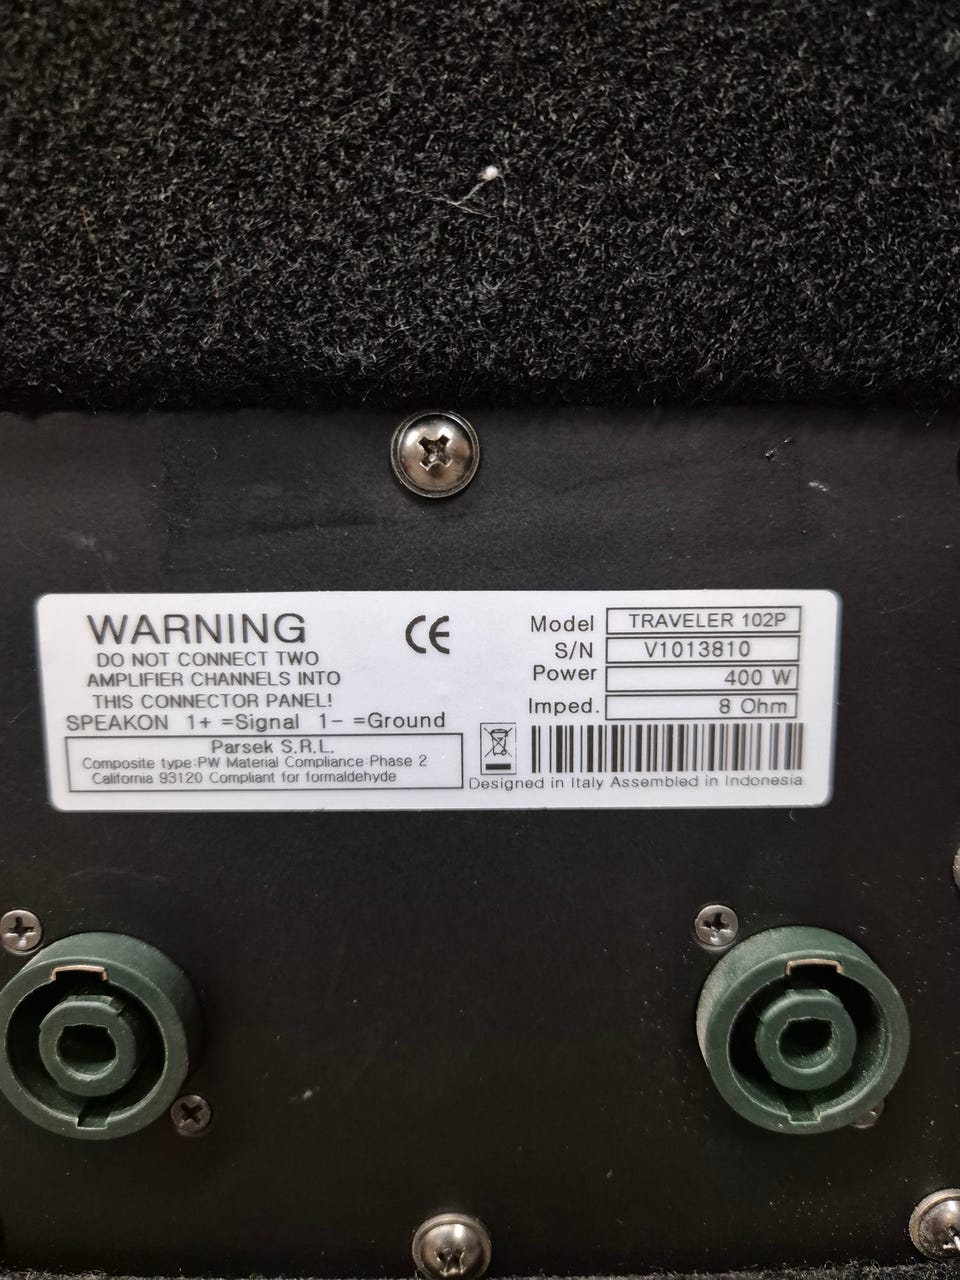 WARNING
DO NOT CONNECT TWO
AMPLIFIER CHANNELS INTO
THIS CONNECTOR PANEL!
SPEAKON 1+ =Signal 1- =Ground
Parsek S.R.L.
Composite type:PW Material Compliance:Phase 2
California 93120 Compliant for formaldehyde
CE
Model TRAVELER 102P
S/N V1013810
Power 400 W
Imped. 8 Ohm
Designed in Italy Assembled in Indonesia